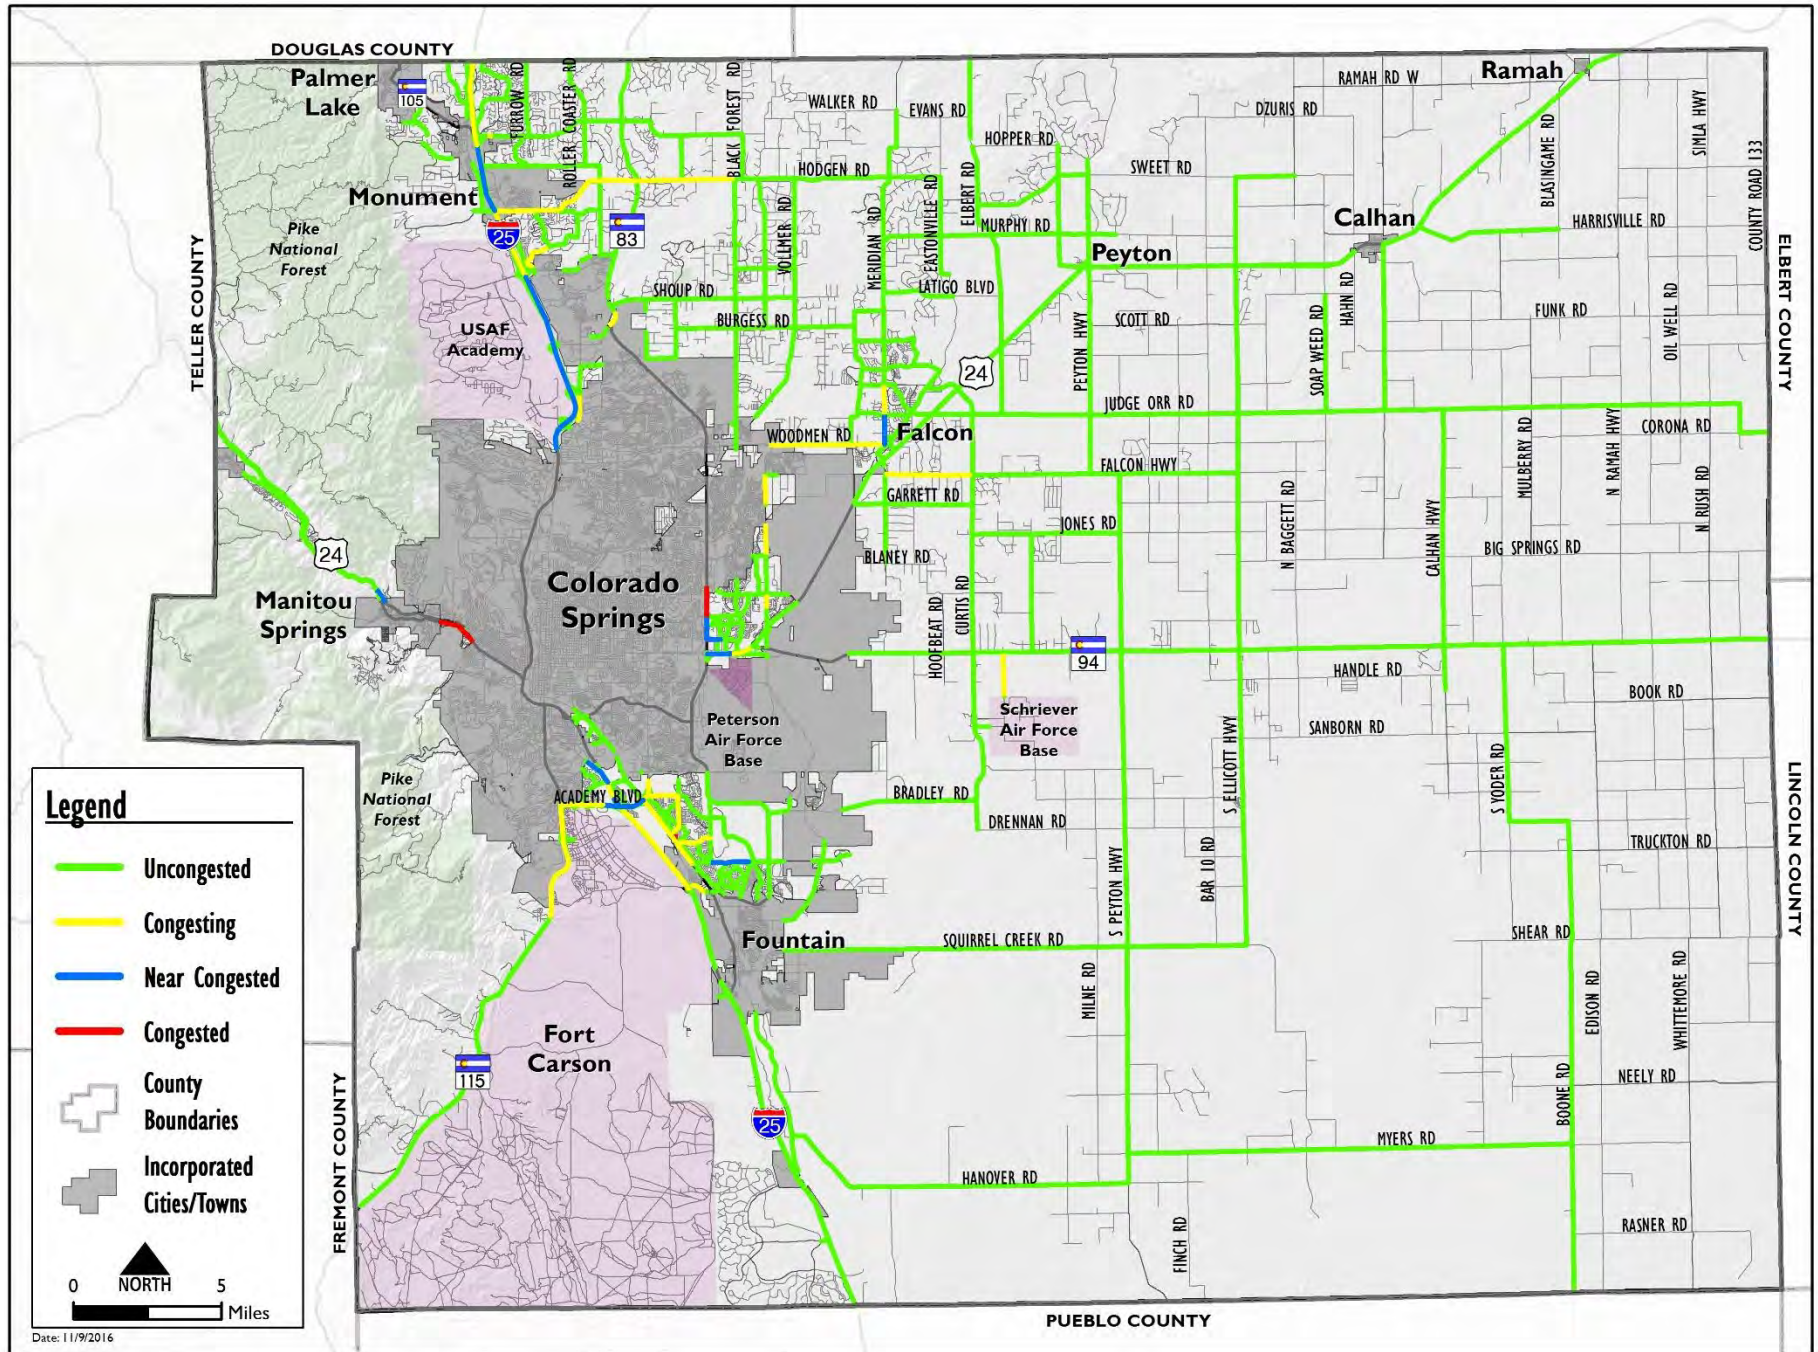 DOUGLAS COUNTY
Palmer
Lake
105
FURROW RD
ROLLER COASTER RD
BLACK FOREST RD
WALKER RD
EVANS RD
HOPPER RD
RAMAH RD W
Ramah
DZURIS RD
SIMLA HWY
BLASINGAME RD
COUNTY ROAD 133
HODGEN RD
SWEET RD
ELBERT RD
EASTONVILLE RD
MERIDIAN RD
VOLLMER RD
Monument
25
83
MURPHY RD
Peyton
Calhan
HARRISVILLE RD
Pike
National
Forest
TELLER COUNTY
ELBERT COUNTY
SHOUP RD
LATIGO BLVD
BURGESS RD
SCOTT RD
PEYTON HWY
SOAP WEED RD
HAHN RD
FUNK RD
OIL WELL RD
USAF
Academy
24
JUDGE ORR RD
WOODMEN RD
Falcon
CORONA RD
MULBERRY RD
N RAMAH HWY
N RUSH RD
FALCON HWY
GARRETT RD
N BAGGETT RD
CALHAN HWY
JONES RD
BLANEY RD
BIG SPRINGS RD
24
Manitou
Springs
Colorado
Springs
HOOFBEAT RD
CURTIS RD
94
HANDLE RD
BOOK RD
Schriever
Air Force
Base
Peterson
Air Force
Base
SANBORN RD
S ELLICOTT HWY
S YODER RD
Pike
National
Forest
ACADEMY BLVD
BRADLEY RD
DRENNAN RD
TRUCKTON RD
LINCOLN COUNTY
S PEYTON HWY
BAR 10 RD
Fountain
SQUIRREL CREEK RD
SHEAR RD
MILNE RD
EDISON RD
WHITTEMORE RD
Fort
Carson
115
NEELY RD
BOONE RD
25
MYERS RD
HANOVER RD
FREMONT COUNTY
FINCH RD
RASNER RD
PUEBLO COUNTY
Legend
Uncongested
Congesting
Near Congested
Congested
County
Boundaries
Incorporated
Cities/Towns
NORTH
0 5
Miles
Date: 11/9/2016